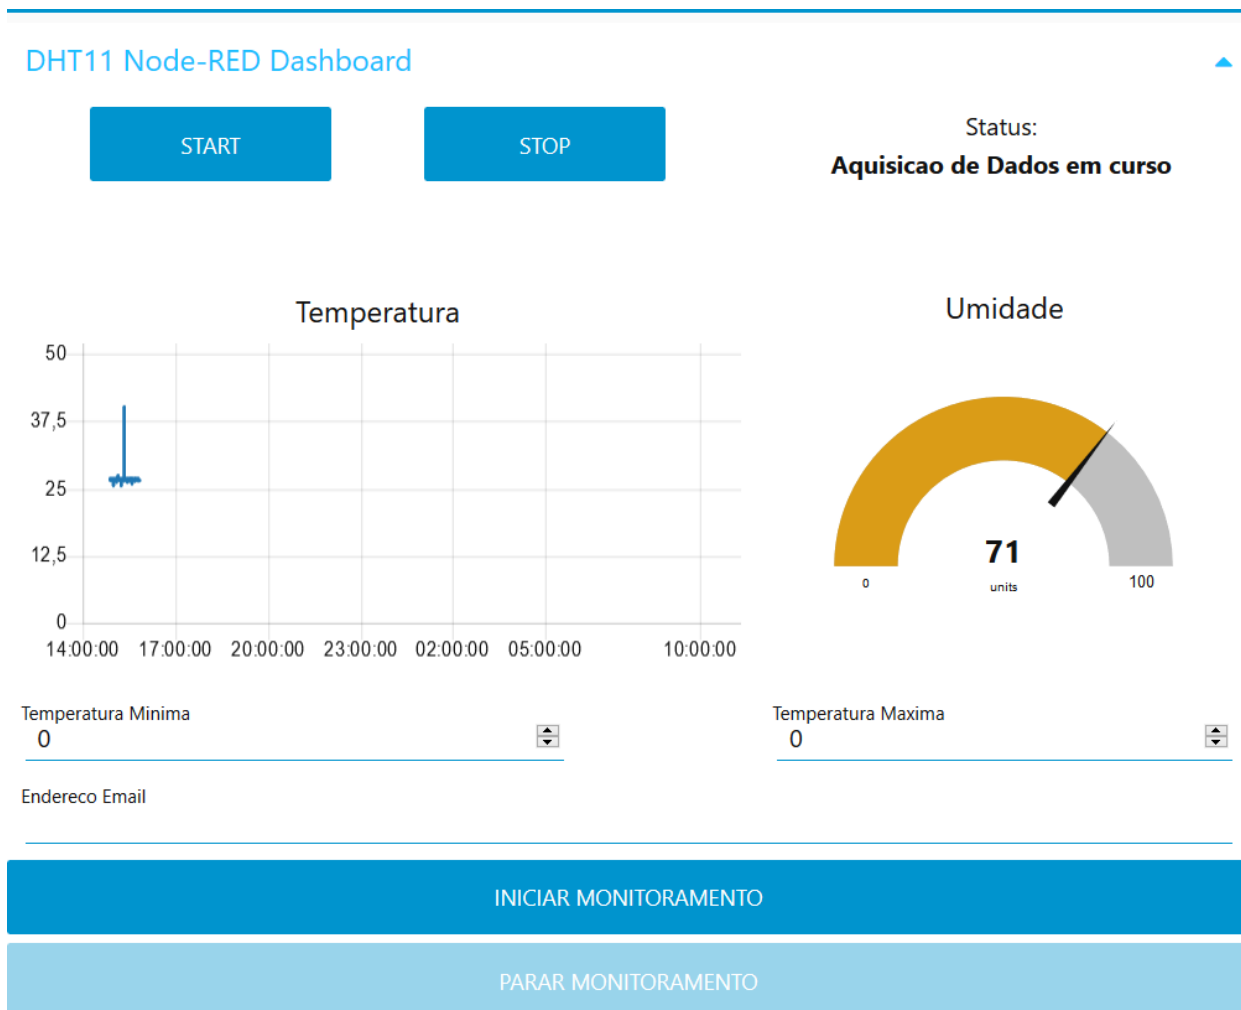 DHT11 Node-RED Dashboard
START
STOP
Status:
Aquisicao de Dados em curso
Temperatura
50
37,5
25
12,5
0
14:00:00 17:00:00 20:00:00 23:00:00 02:00:00 05:00:00 10:00:00
Umidade
71
units
0
100
Temperatura Minima
0
Temperatura Maxima
0
Endereco Email
INICIAR MONITORAMENTO
PARAR MONITORAMENTO